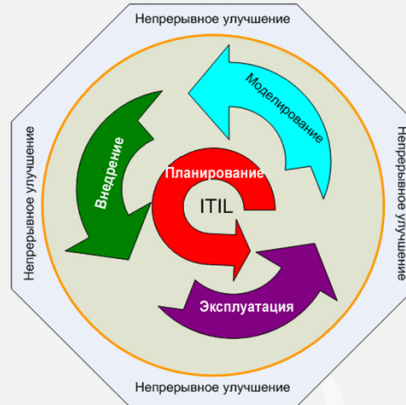 Непрерывное улучшение
Моделирование
Внедрение
Планирование
ITIL
Непрерывное улучшение
Непрерывное улучшение
Эксплуатация
Непрерывное улучшение